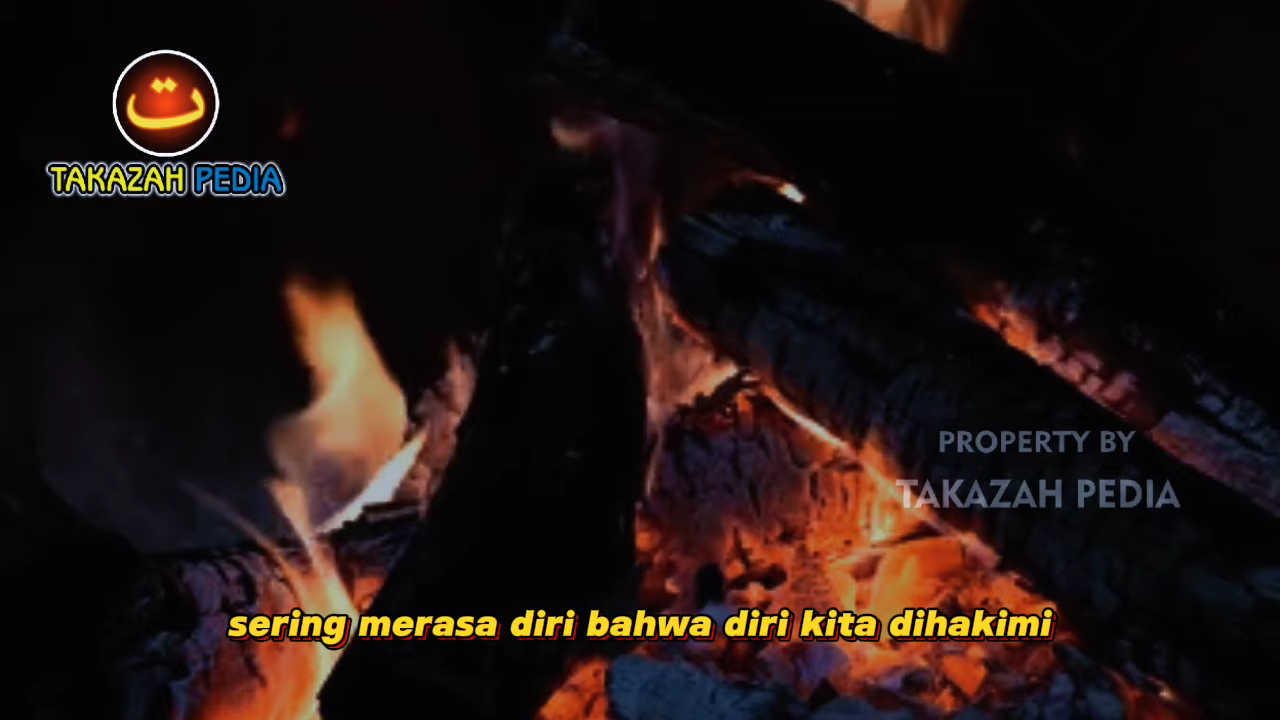 ت
TAKAZAH PEDIA
PROPERTY BY
TAKAZAH PEDIA
sering merasa diri bahwa diri kita dihakimi